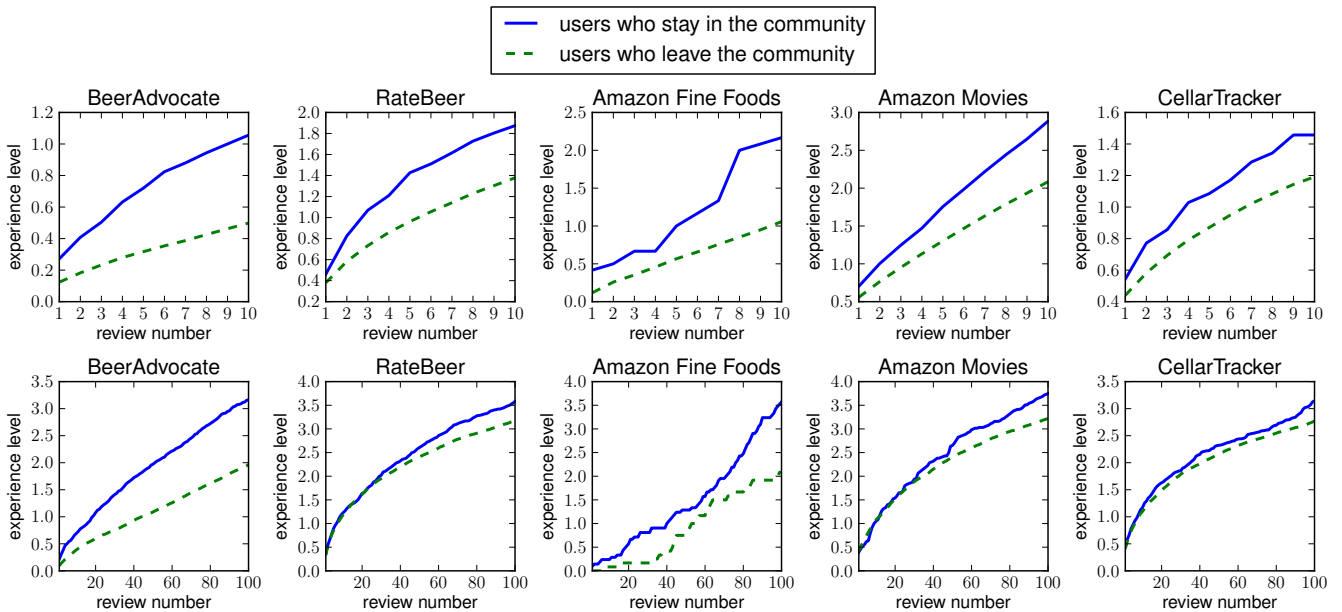 users who stay in the community
users who leave the community
BeerAdvocate RateBeer Amazon Fine Foods Amazon Movies CellarTracker
experience level
1.2
1.0
0.8
0.6
0.4
0.2
0.0
1 2 3 4 5 6 7 8 9 10
review number
experience level
2.0
1.8
1.6
1.4
1.2
1.0
0.8
0.6
0.4
0.2
1 2 3 4 5 6 7 8 9 10
review number
experience level
2.5
2.0
1.5
1.0
0.5
0.0
1 2 3 4 5 6 7 8 9 10
review number
experience level
3.0
2.5
2.0
1.5
1.0
0.5
1 2 3 4 5 6 7 8 9 10
review number
experience level
1.6
1.4
1.2
1.0
0.8
0.6
0.4
1 2 3 4 5 6 7 8 9 10
review number
BeerAdvocate RateBeer Amazon Fine Foods Amazon Movies CellarTracker
experience level
3.5
3.0
2.5
2.0
1.5
1.0
0.5
0.0
20 40 60 80 100
review number
experience level
4.0
3.5
3.0
2.5
2.0
1.5
1.0
0.5
0.0
20 40 60 80 100
review number
experience level
4.0
3.5
3.0
2.5
2.0
1.5
1.0
0.5
0.0
20 40 60 80 100
review number
experience level
4.0
3.5
3.0
2.5
2.0
1.5
1.0
0.5
0.0
20 40 60 80 100
review number
experience level
3.5
3.0
2.5
2.0
1.5
1.0
0.5
0.0
20 40 60 80 100
review number